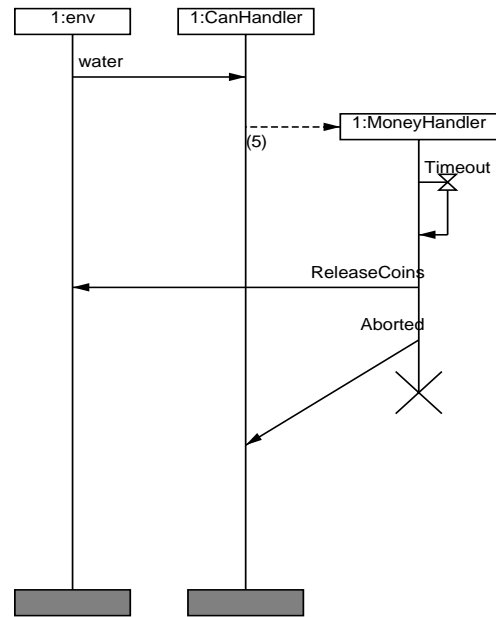 1:env
1:CanHandler
water
(5)
1:MoneyHandler
Timeout
ReleaseCoins
Aborted